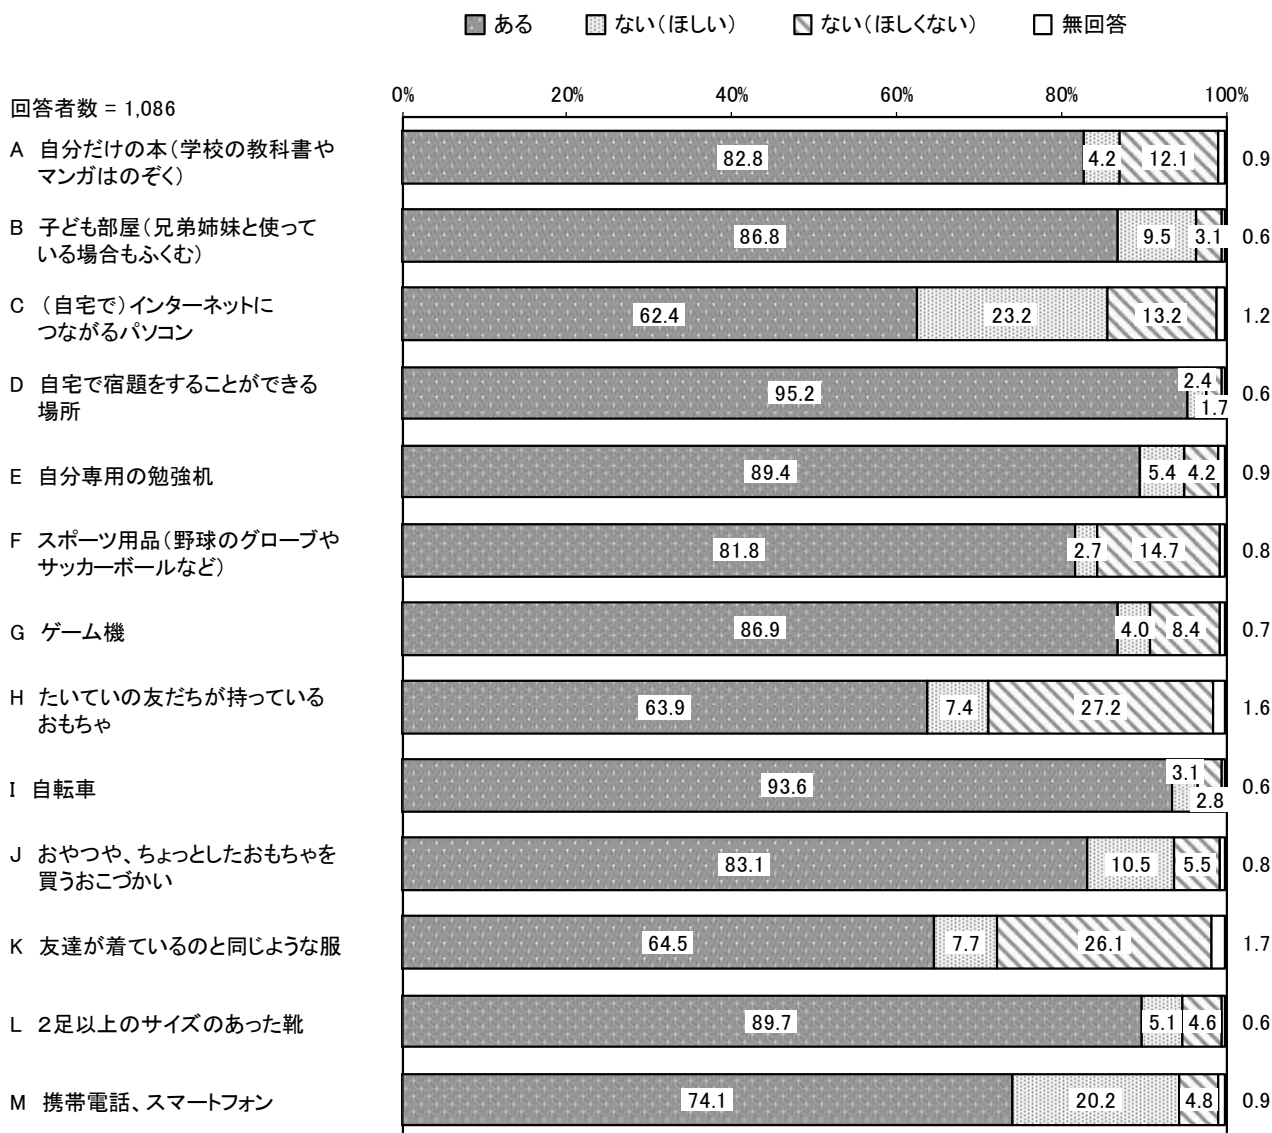 ある ない(ほしい) ない(ほしくない) 無回答
回答者数 = 1,086
0% 20% 40% 60% 80% 100%
A 自分だけの本(学校の教科書や
マンガはのぞく)
82.8 4.2 12.1 0.9
B 子ども部屋(兄弟姉妹と使って
いる場合もふくむ)
86.8 9.5 3.1 0.6
C (自宅で)インターネットに
つながるパソコン
62.4 23.2 13.2 1.2
D 自宅で宿題をすることができる
場所
95.2 2.4 1.7 0.6
E 自分専用の勉強机
89.4 5.4 4.2 0.9
F スポーツ用品(野球のグローブや
サッカーボールなど)
81.8 2.7 14.7 0.8
G ゲーム機
86.9 4.0 8.4 0.7
H たいていの友だちが持っている
おもちゃ
63.9 7.4 27.2 1.6
I 自転車
93.6 3.1 2.8 0.6
J おやつや、ちょっとしたおもちゃを
買うおこづかい
83.1 10.5 5.5 0.8
K 友達が着ているのと同じような服
64.5 7.7 26.1 1.7
L 2足以上のサイズのあった靴
89.7 5.1 4.6 0.6
M 携帯電話、スマートフォン
74.1 20.2 4.8 0.9